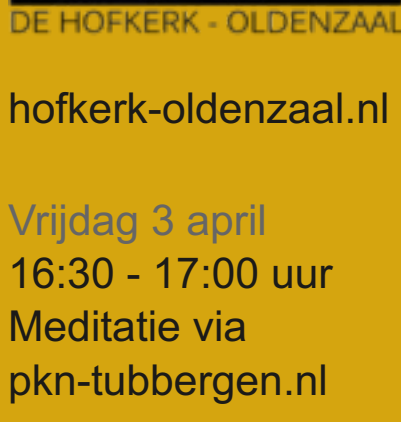 DE HOFKERK - OLDENZAAL
hofkerk-oldenzaal.nl
Vrijdag 3 april
16:30 - 17:00 uur
Meditatie via
pkn-tubbergen.nl